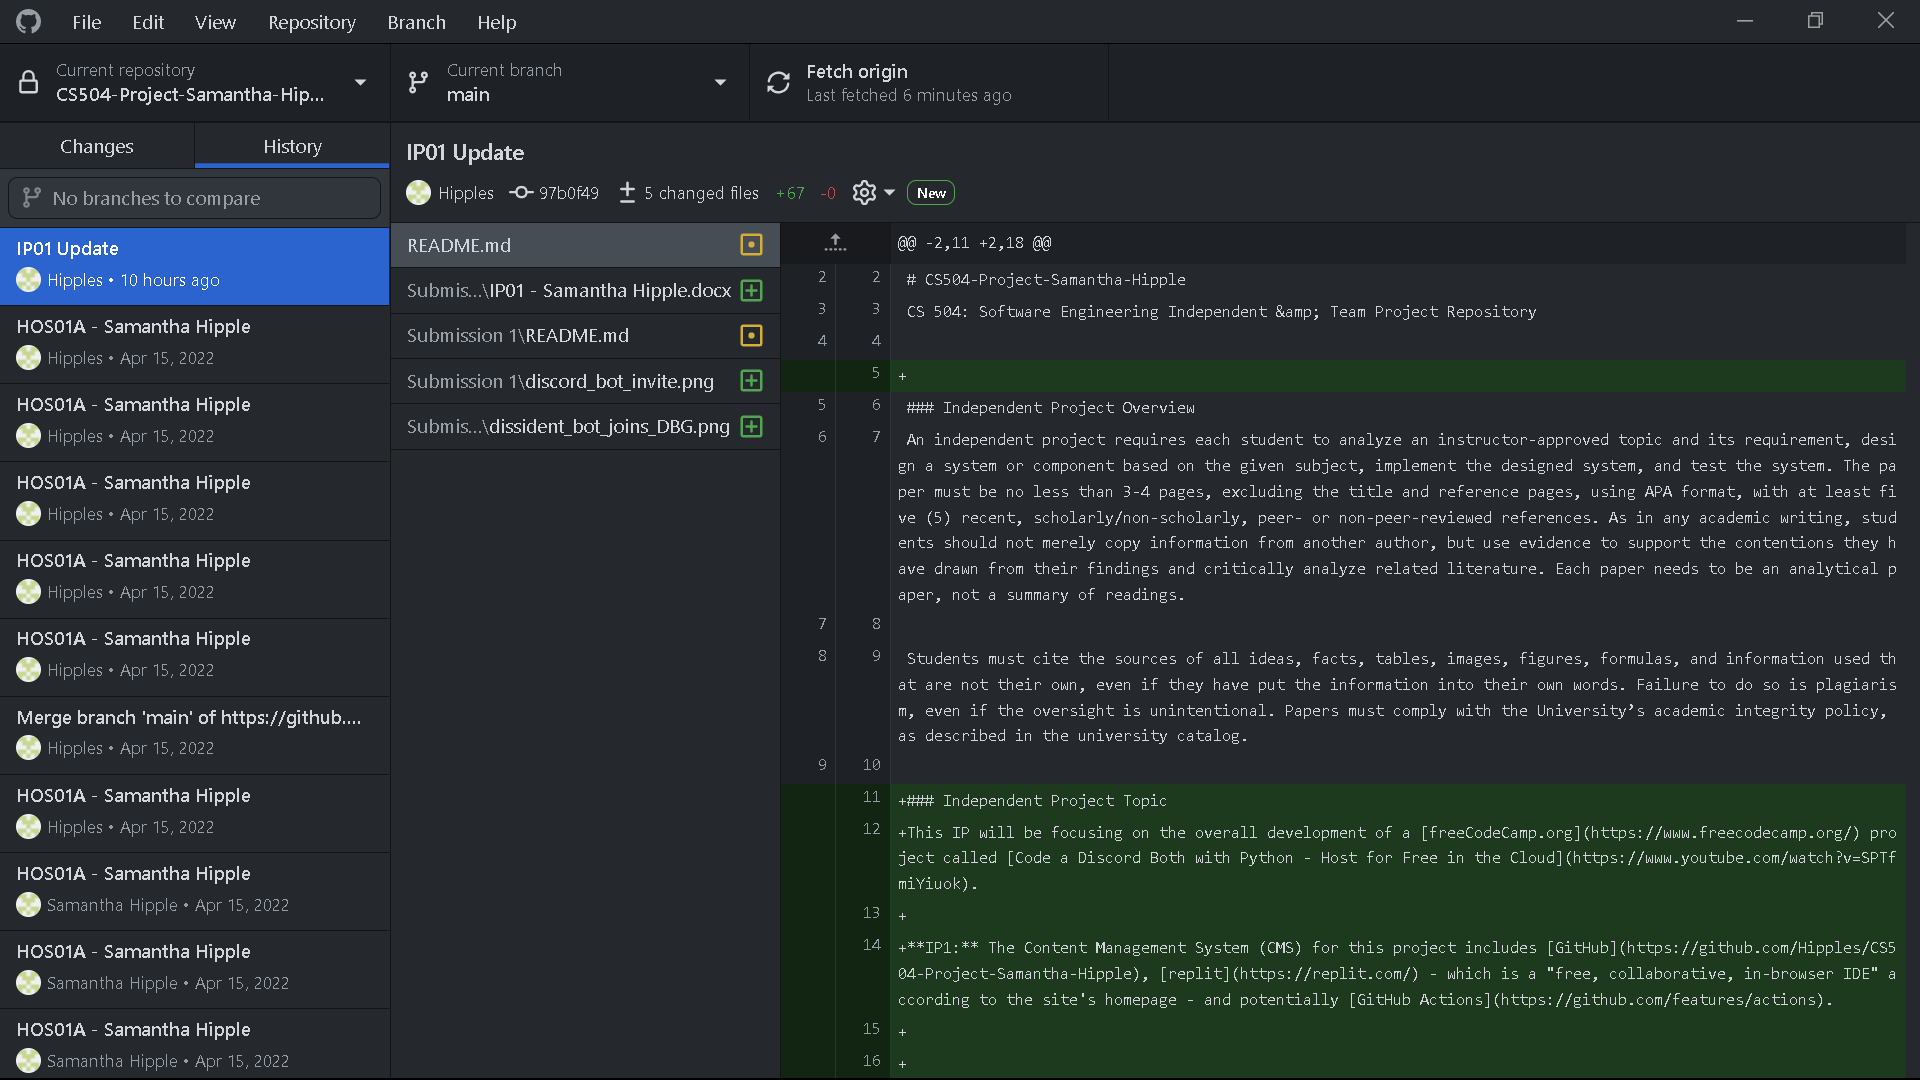 File Edit View Repository Branch Help
Current repository
CS504-Project-Samantha-Hip...
Current branch
main
Fetch origin
Last fetched 6 minutes ago
Changes
History
No branches to compare
IP01 Update
Hipples • 10 hours ago
HOS01A - Samantha Hipple
Hipples • Apr 15, 2022
HOS01A - Samantha Hipple
Hipples • Apr 15, 2022
HOS01A - Samantha Hipple
Hipples • Apr 15, 2022
HOS01A - Samantha Hipple
Hipples • Apr 15, 2022
HOS01A - Samantha Hipple
Hipples • Apr 15, 2022
Merge branch 'main' of https://github....
Hipples • Apr 15, 2022
HOS01A - Samantha Hipple
Hipples • Apr 15, 2022
HOS01A - Samantha Hipple
Samantha Hipple • Apr 15, 2022
HOS01A - Samantha Hipple
Samantha Hipple • Apr 15, 2022
HOS01A - Samantha Hipple
Samantha Hipple • Apr 15, 2022
IP01 Update
Hipples 97b0f49 5 changed files +67 -0 New
README.md
Submis...\IP01 - Samantha Hipple.docx
Submission 1\README.md
Submission 1\discord_bot_invite.png
Submis...\dissident_bot_joins_DBG.png
@@ -2,11 +2,18 @@
2 2 # CS504-Project-Samantha-Hipple
3 3 CS 504: Software Engineering Independent &amp; Team Project Repository
4 4
5 +
5 6 ### Independent Project Overview
6 7 An independent project requires each student to analyze an instructor-approved topic and its requirement, desi
gn a system or component based on the given subject, implement the designed system, and test the system. The pa
per must be no less than 3-4 pages, excluding the title and reference pages, using APA format, with at least fi
ve (5) recent, scholarly/non-scholarly, peer- or non-peer-reviewed references. As in any academic writing, stud
ents should not merely copy information from another author, but use evidence to support the contentions they h
ave drawn from their findings and critically analyze related literature. Each paper needs to be an analytical p
aper, not a summary of readings.
7 8
8 9 Students must cite the sources of all ideas, facts, tables, images, figures, formulas, and information used th
at are not their own, even if they have put the information into their own words. Failure to do so is plagiaris
m, even if the oversight is unintentional. Papers must comply with the University’s academic integrity policy,
as described in the university catalog.
9 10
11 +### Independent Project Topic
12 +This IP will be focusing on the overall development of a [freeCodeCamp.org](https://www.freecodecamp.org/) pro
ject called [Code a Discord Both with Python - Host for Free in the Cloud](https://www.youtube.com/watch?v=SPTf
miYiuok).
13 +
14 +**IP1:** The Content Management System (CMS) for this project includes [GitHub](https://github.com/Hipples/CS5
04-Project-Samantha-Hipple), [replit](https://replit.com/) - which is a "free, collaborative, in-browser IDE" a
ccording to the site's homepage - and potentially [GitHub Actions](https://github.com/features/actions).
15 +
16 +